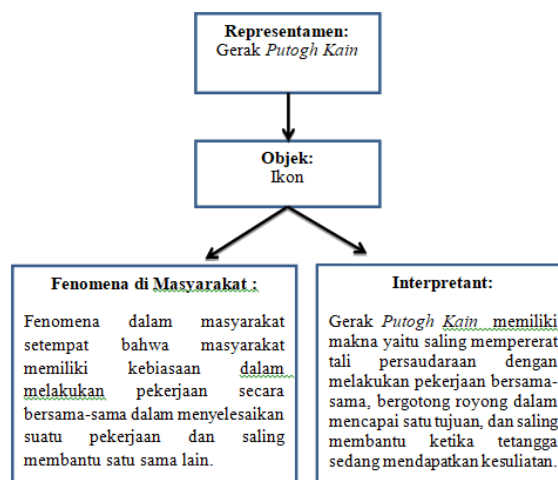 Representamen:
Gerak Putogh Kain
Objek:
Ikon
Fenomena di Masyarakat :
Fenomena dalam masyarakat
setempat bahwa masyarakat
memiliki kebiasaan dalam
melakukan pekerjaan secara
bersama-sama dalam menyelesaikan
suatu pekerjaan dan saling
membantu satu sama lain.
Interpretant:
Gerak Putogh Kain memiliki
makna yaitu saling mempererat
tali persaudaraan dengan
melakukan pekerjaan bersama-
sama, bergotong royong dalam
mencapai satu tujuan, dan saling
membantu ketika tetangga
sedang mendapatkan kesuliatan.